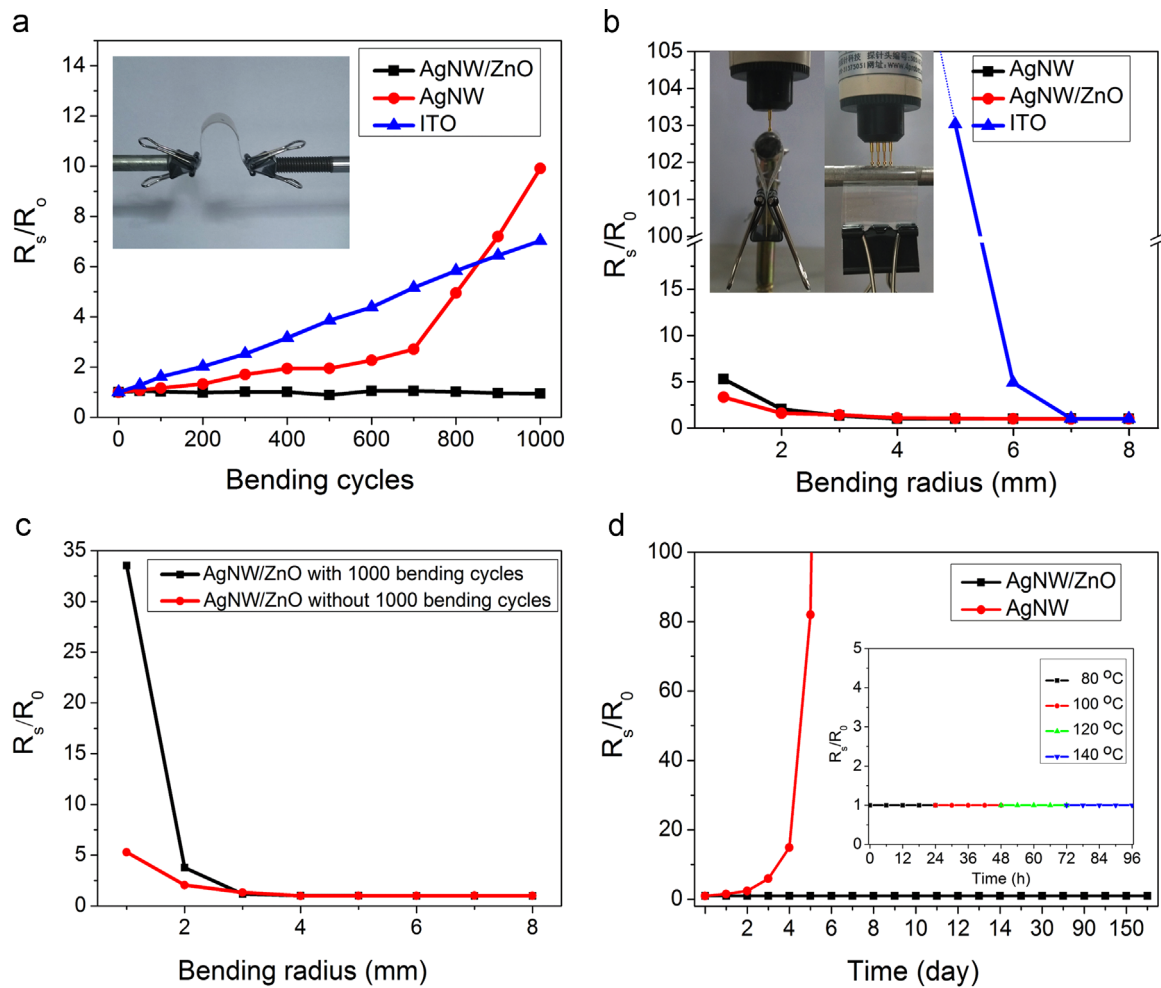 a
14
12
10
8
6
4
2
0
Rs/Ro
0 200 400 600 800 1000
Bending cycles
AgNW/ZnO
AgNW
ITO
b
105
104
103
102
101
100
20
15
10
5
0
Rs/R0
2 4 6 8
Bending radius (mm)
AgNW
AgNW/ZnO
ITO
c
35
30
25
20
15
10
5
0
Rs/R0
2 4 6 8
Bending radius (mm)
AgNW/ZnO with 1000 bending cycles
AgNW/ZnO without 1000 bending cycles
d
100
80
60
40
20
0
Rs/R0
2 4 6 8 10 12 14 30 90 150
Time (day)
AgNW/ZnO
AgNW
5
4
3
2
1
0
Rs/R0
0 12 24 36 48 60 72 84 96
Time (h)
80 °C
100 °C
120 °C
140 °C